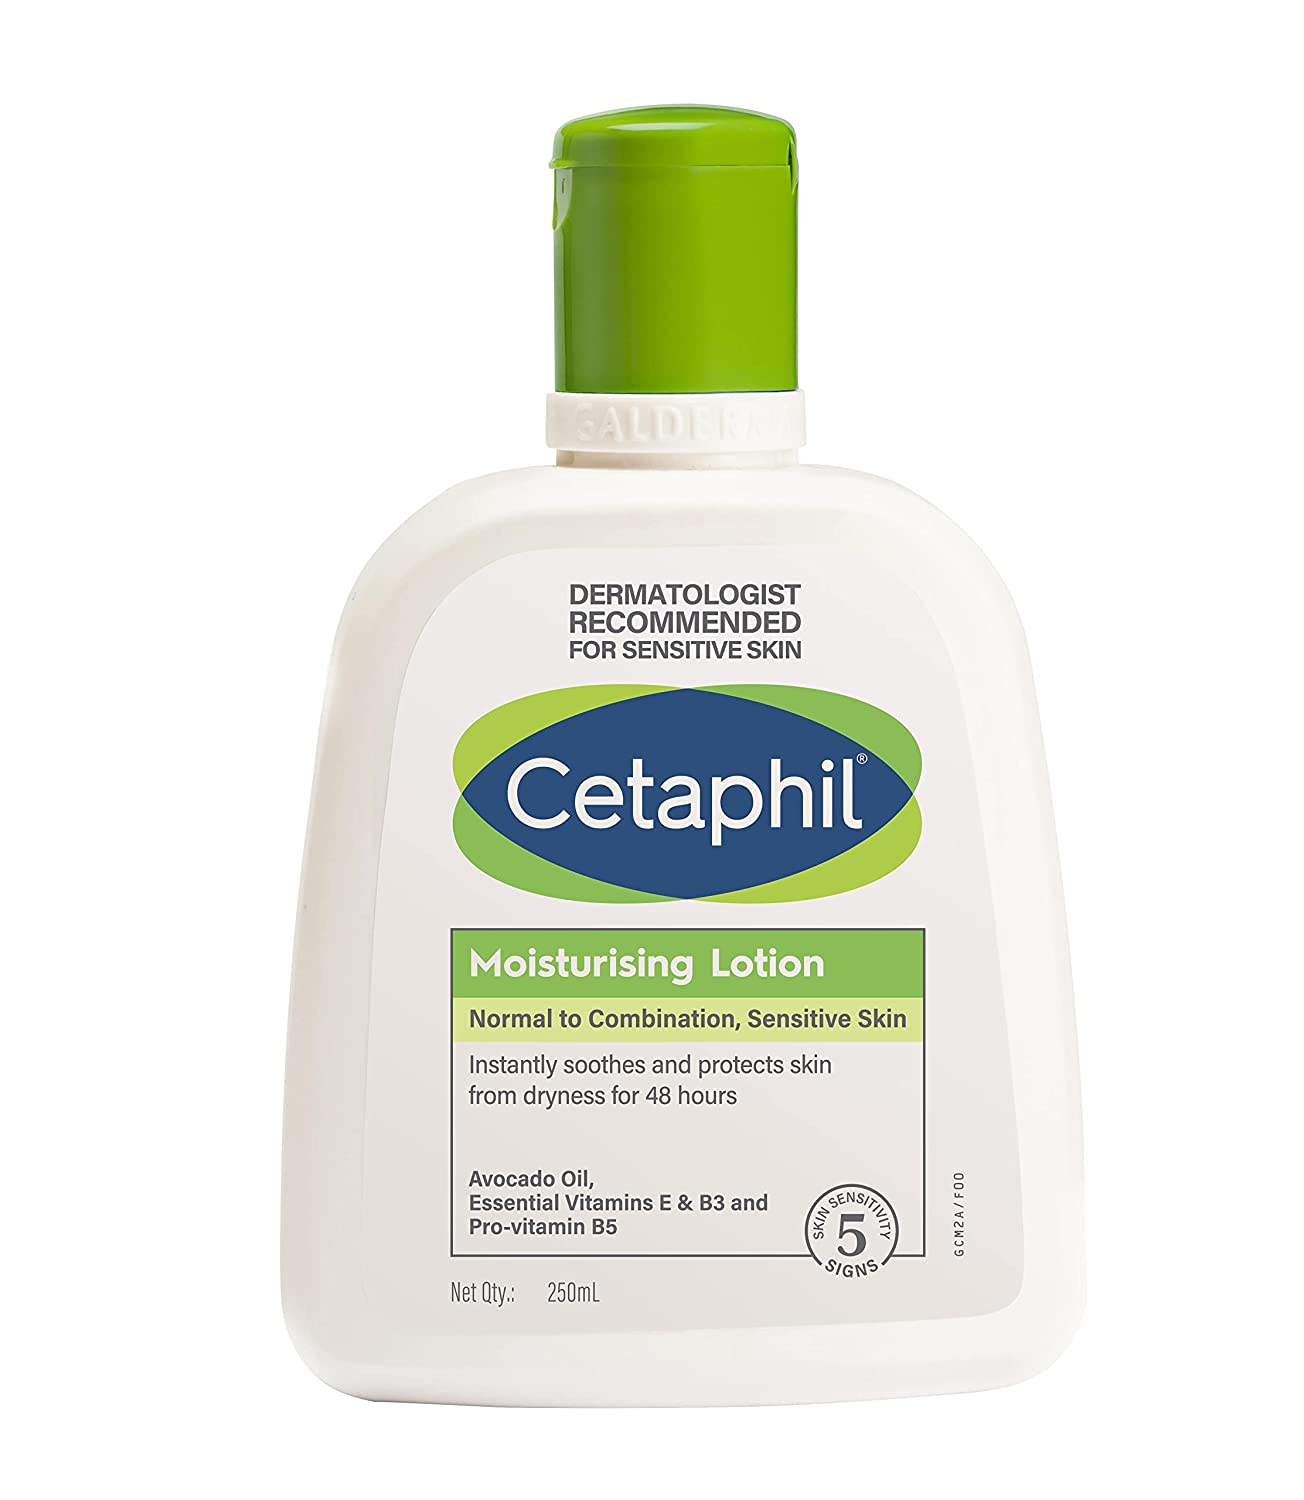 GALDERMA
DERMATOLOGIST
RECOMMENDED
FOR SENSITIVE SKIN
Cetaphil®
Moisturising Lotion
Normal to Combination, Sensitive Skin
Instantly soothes and protects skin
from dryness for 48 hours
Avocado Oil,
Essential Vitamins E & B3 and
Pro-vitamin B5
SKIN SENSITIVITY
5
SIGNS
GCM2A/F00
Net Qty.: 250mL